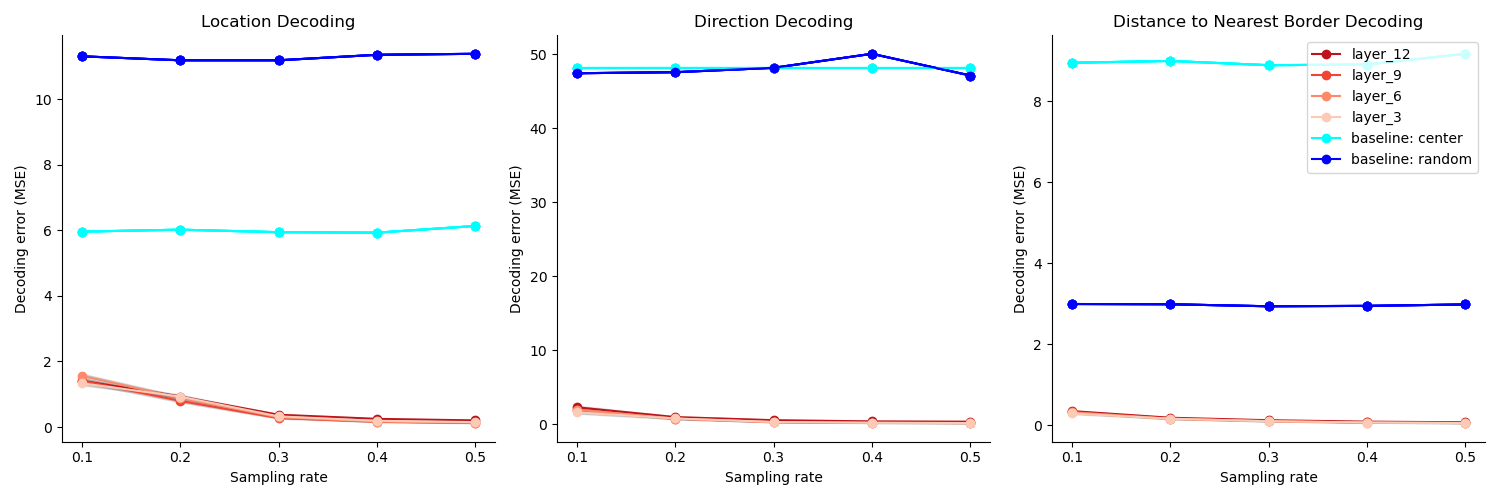 Location Decoding
Decoding error (MSE)
10
8
6
4
2
0
0.1 0.2 0.3 0.4 0.5
Sampling rate
Direction Decoding
Decoding error (MSE)
50
40
30
20
10
0
0.1 0.2 0.3 0.4 0.5
Sampling rate
Distance to Nearest Border Decoding
Decoding error (MSE)
8
6
4
2
0
0.1 0.2 0.3 0.4 0.5
Sampling rate
layer_12
layer_9
layer_6
layer_3
baseline: center
baseline: random